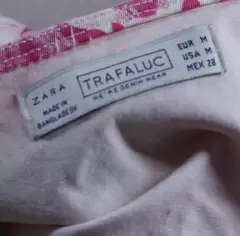 ZARA
MADE IN
BANGLADESH
TRAFALUC
WE'RE DENIM WEAR
EUR M
USA M
MEX 28